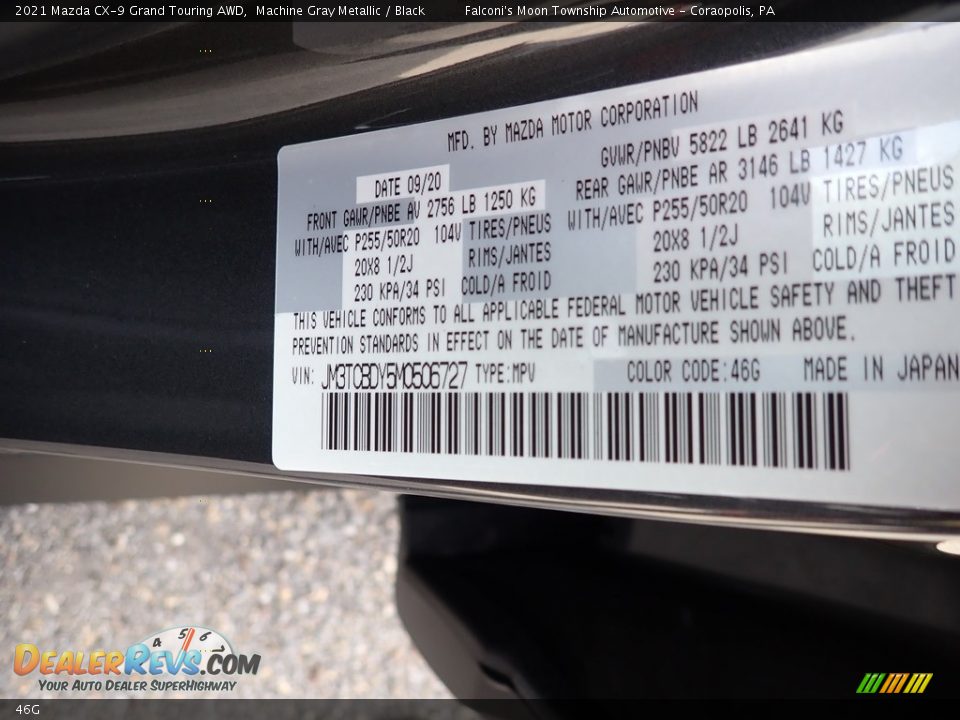 2021 Mazda CX-9 Grand Touring AWD, Machine Gray Metallic / Black Falconi's Moon Township Automotive - Coraopolis, PA
MFD. BY MAZDA MOTOR CORPORATION
DATE 09/20 GVWR/PNBV 5822 LB 2641 KG
FRONT GAWR/PNBE AV 2756 LB 1250 KG REAR GAWR/PNBE AR 3146 LB 1427 KG
WITH/AVEC P255/50R20 104V TIRES/PNEUS WITH/AVEC P255/50R20 104V TIRES/PNEUS
20X8 1/2J RIMS/JANTES 20X8 1/2J RIMS/JANTES
230 KPA/34 PSI COLD/A FROID 230 KPA/34 PSI COLD/A FROID
THIS VEHICLE CONFORMS TO ALL APPLICABLE FEDERAL MOTOR VEHICLE SAFETY AND THEFT
PREVENTION STANDARDS IN EFFECT ON THE DATE OF MANUFACTURE SHOWN ABOVE.
VIN: JM3TCBDY5M0506727 TYPE:MPV COLOR CODE:46G MADE IN JAPAN
4 5 6
DEALERREVS.COM
YOUR AUTO DEALER SUPERHIGHWAY
46G